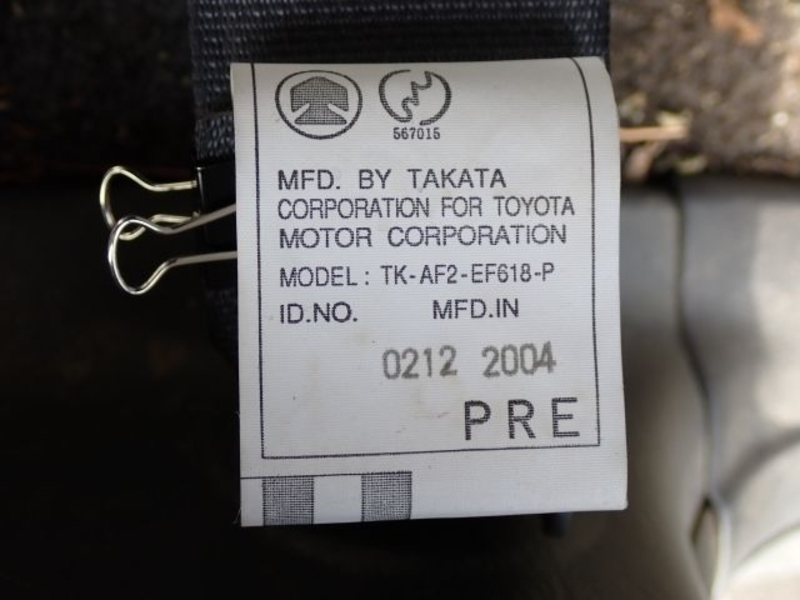 567015
MFD. BY TAKATA
CORPORATION FOR TOYOTA
MOTOR CORPORATION
MODEL : TK-AF2-EF618-P
ID.NO. MFD.IN
0212 2004
PRE